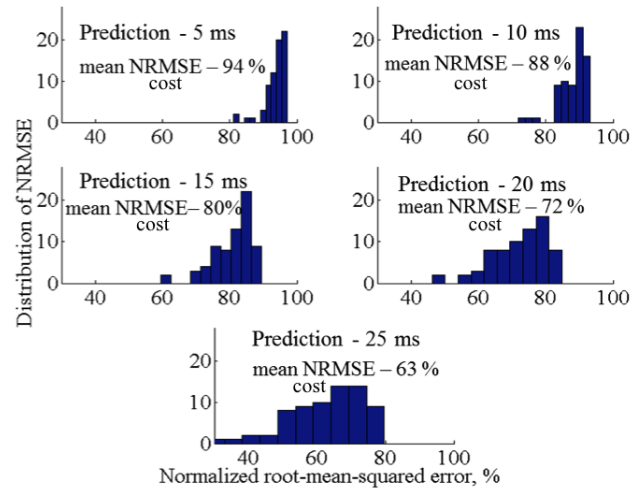 Distribution of NRMSE
20
10
0
Prediction - 5 ms
mean NRMSE – 94 %
cost
40 60 80 100
20
10
0
Prediction - 10 ms
mean NRMSE – 88 %
cost
40 60 80 100
20
10
0
Prediction - 15 ms
mean NRMSE– 80%
cost
40 60 80 100
20
10
0
Prediction - 20 ms
mean NRMSE – 72 %
cost
40 60 80 100
20
10
0
Prediction - 25 ms
mean NRMSE – 63 %
cost
40 60 80 100
Normalized root-mean-squared error, %